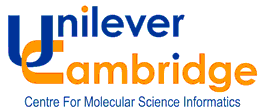 Unilever
Cambridge
Centre For Molecular Science Informatics